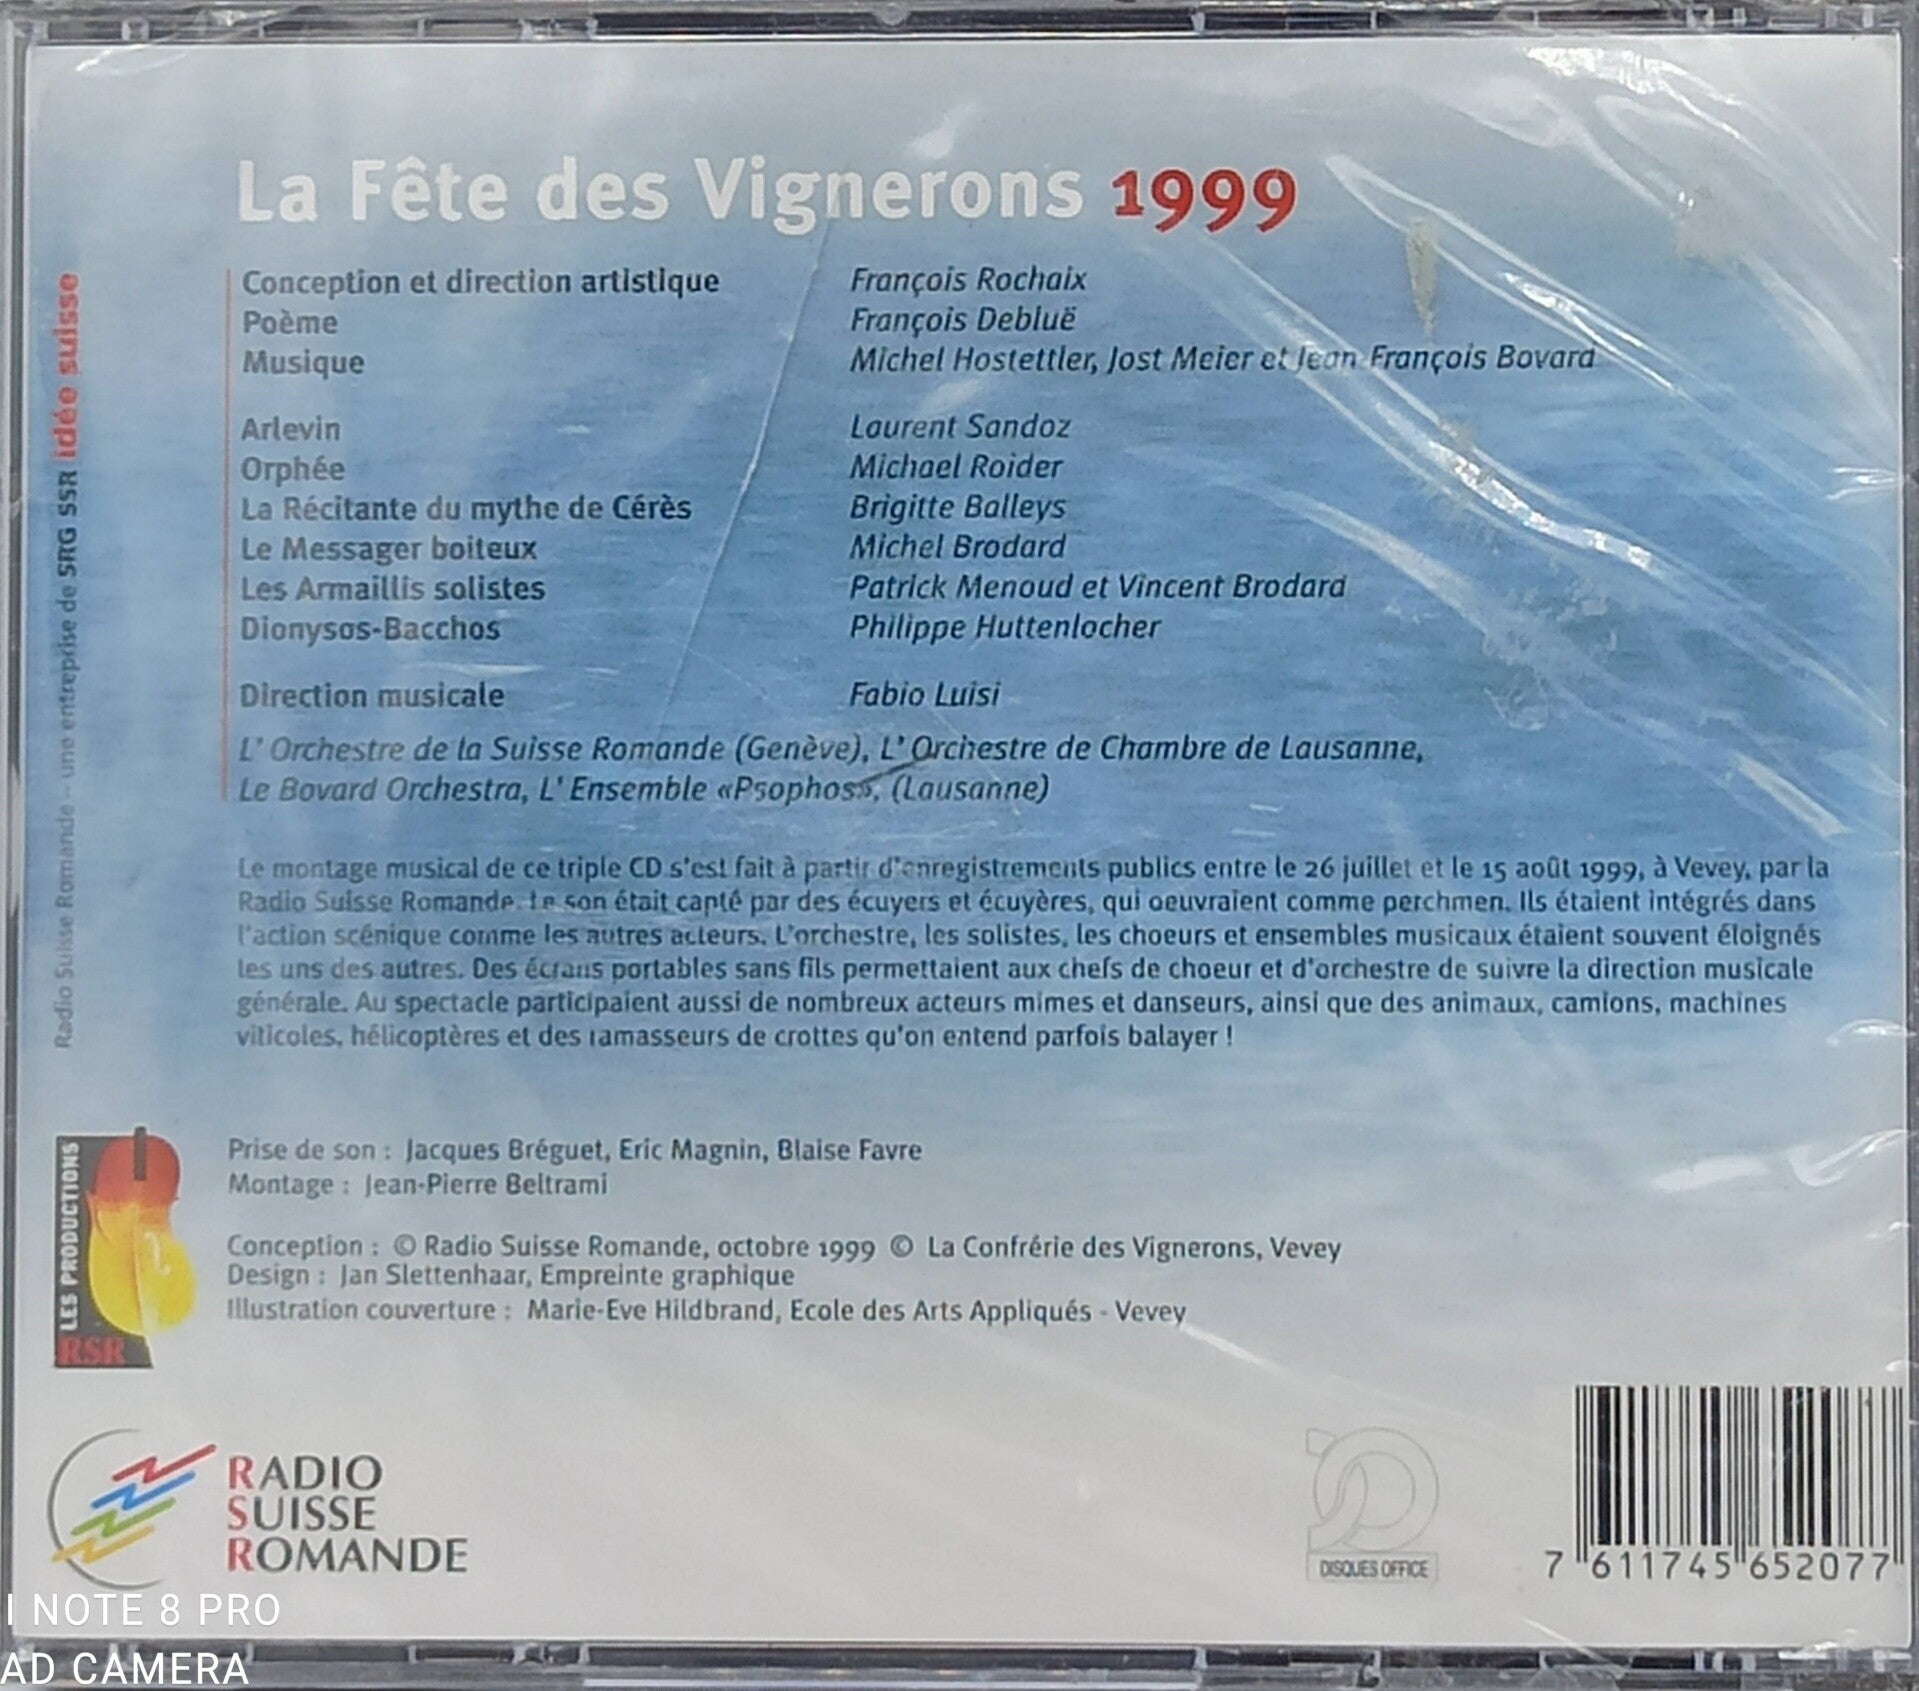 La Fête des Vignerons 1999
Conception et direction artistique François Rochaix
Poème François Debluë
Musique Michel Hostettler, Jost Meier et Jean-François Bovard
Arlevin Laurent Sandoz
Orphée Michael Roider
La Récitante du mythe de Cérès Brigitte Balleys
Le Messager boiteux Michel Brodard
Les Armaillis solistes Patrick Menoud et Vincent Brodard
Dionysos-Bacchos Philippe Huttenlocher
Direction musicale Fabio Luisi
L' Orchestre de la Suisse Romande (Genève), L' Orchestre de Chambre de Lausanne,
Le Bovard Orchestra, L' Ensemble «Psophos», (Lausanne)
Le montage musical de ce triple CD s'est fait à partir d'enregistrements publics entre le 26 juillet et le 15 août 1999, à Vevey, par la
Radio Suisse Romande. Le son était capté par des écuyers et écuyères, qui oeuvraient comme perchmen. Ils étaient intégrés dans
l'action scénique comme les autres acteurs. L'orchestre, les solistes, les choeurs et ensembles musicaux étaient souvent éloignés
les uns des autres. Des écrans portables sans fils permettaient aux chefs de choeur et d'orchestre de suivre la direction musicale
générale. Au spectacle participaient aussi de nombreux acteurs mimes et danseurs, ainsi que des animaux, camions, machines
viticoles, hélicoptères et des ramasseurs de crottes qu'on entend parfois balayer !
Prise de son : Jacques Bréguet, Eric Magnin, Blaise Favre
Montage : Jean-Pierre Beltrami
Conception : © Radio Suisse Romande, octobre 1999 © La Confrérie des Vignerons, Vevey
Design : Jan Slettenhaar, Empreinte graphique
Illustration couverture : Marie-Eve Hildbrand, Ecole des Arts Appliqués - Vevey
Radio Suisse Romande – une entreprise de SRG SSR idée suisse
LES PRODUCTIONS
RSR
RADIO
SUISSE
ROMANDE
DISQUES OFFICE
7 611745 652077
I NOTE 8 PRO
AD CAMERA